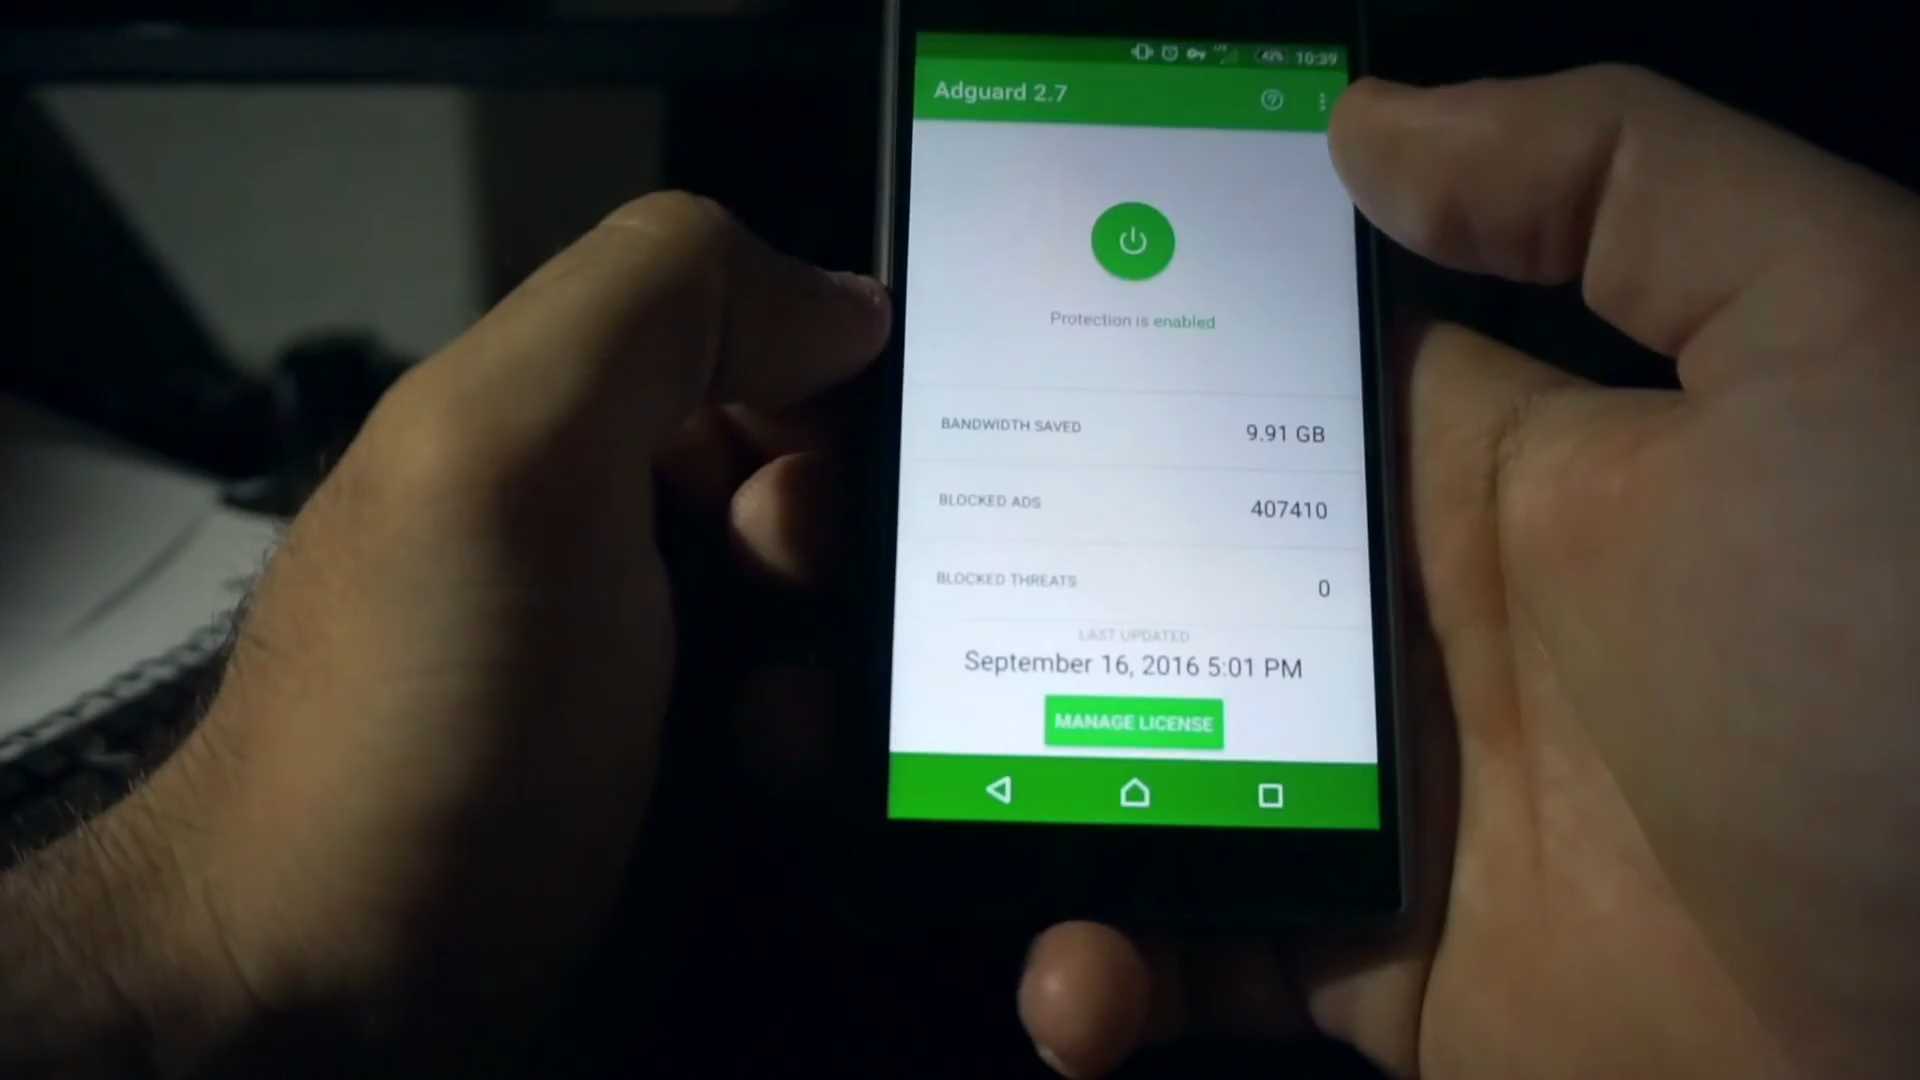 42% 10:39
Adguard 2.7
Protection is enabled
BANDWIDTH SAVED 9.91 GB
BLOCKED ADS 407410
BLOCKED THREATS 0
LAST UPDATED
September 16, 2016 5:01 PM
MANAGE LICENSE